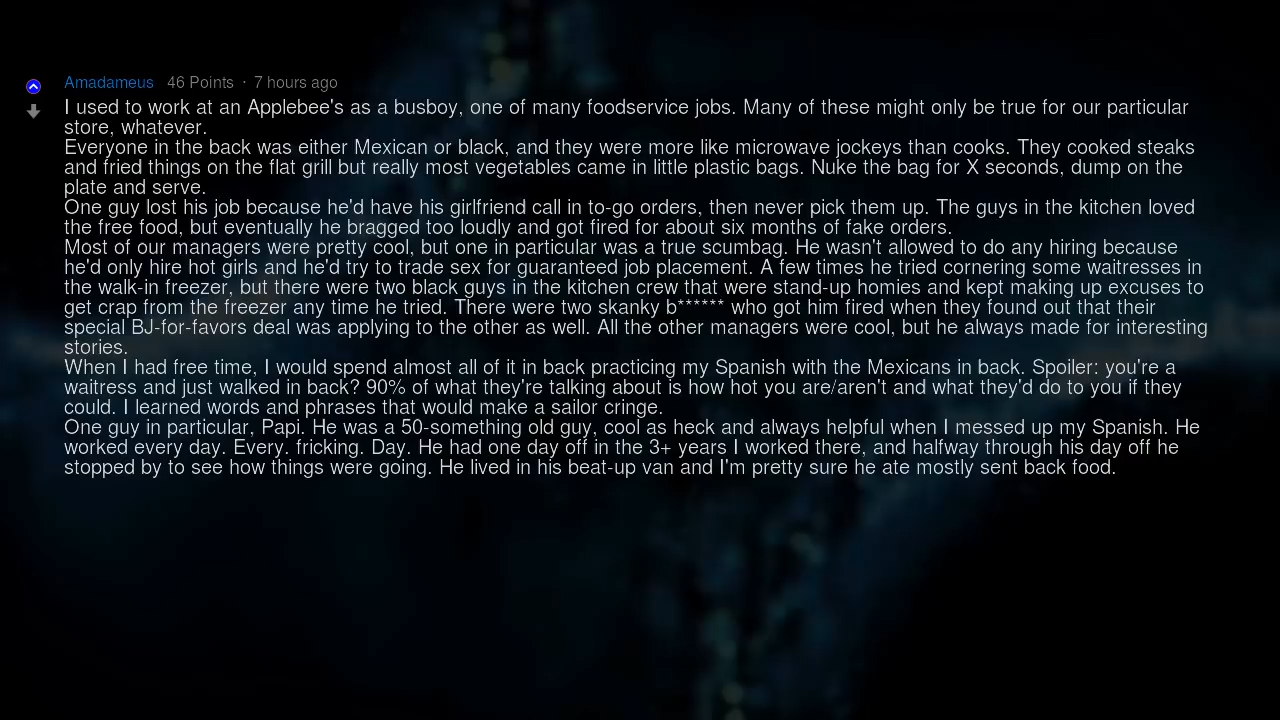 Amadameus 46 Points · 7 hours ago
I used to work at an Applebee's as a busboy, one of many foodservice jobs. Many of these might only be true for our particular
store, whatever.
Everyone in the back was either Mexican or black, and they were more like microwave jockeys than cooks. They cooked steaks
and fried things on the flat grill but really most vegetables came in little plastic bags. Nuke the bag for X seconds, dump on the
plate and serve.
One guy lost his job because he'd have his girlfriend call in to-go orders, then never pick them up. The guys in the kitchen loved
the free food, but eventually he bragged too loudly and got fired for about six months of fake orders.
Most of our managers were pretty cool, but one in particular was a true scumbag. He wasn't allowed to do any hiring because
he'd only hire hot girls and he'd try to trade sex for guaranteed job placement. A few times he tried cornering some waitresses in
the walk-in freezer, but there were two black guys in the kitchen crew that were stand-up homies and kept making up excuses to
get crap from the freezer any time he tried. There were two skanky b****** who got him fired when they found out that their
special BJ-for-favors deal was applying to the other as well. All the other managers were cool, but he always made for interesting
stories.
When I had free time, I would spend almost all of it in back practicing my Spanish with the Mexicans in back. Spoiler: you're a
waitress and just walked in back? 90% of what they're talking about is how hot you are/aren't and what they'd do to you if they
could. I learned words and phrases that would make a sailor cringe.
One guy in particular, Papi. He was a 50-something old guy, cool as heck and always helpful when I messed up my Spanish. He
worked every day. Every. fricking. Day. He had one day off in the 3+ years I worked there, and halfway through his day off he
stopped by to see how things were going. He lived in his beat-up van and I'm pretty sure he ate mostly sent back food.